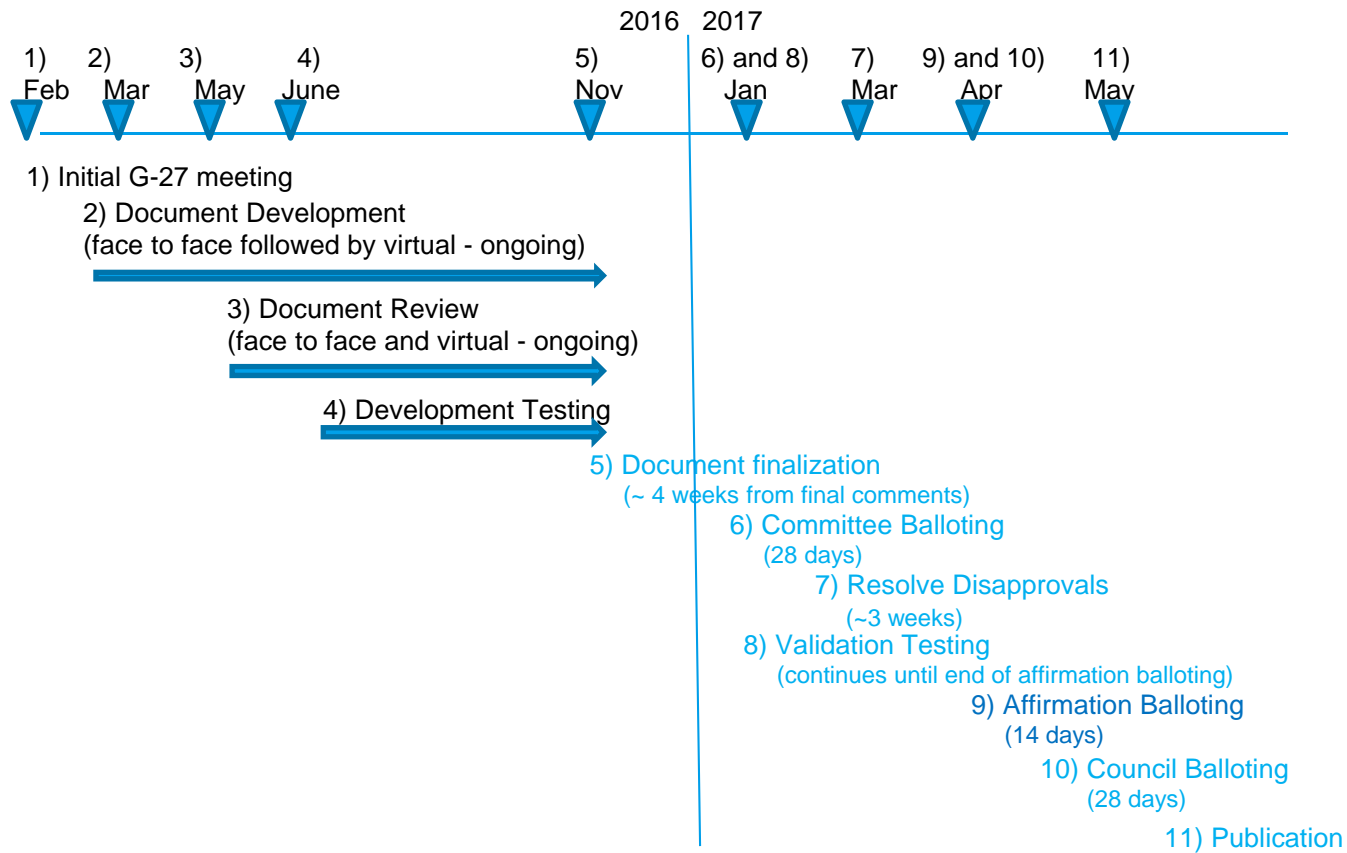 2016 2017
1) 2) 3) 4) 5) 6) and 8) 7) 9) and 10) 11)
Feb Mar May June Nov Jan Mar Apr May
1) Initial G-27 meeting
2) Document Development
(face to face followed by virtual - ongoing)
3) Document Review
(face to face and virtual - ongoing)
4) Development Testing
5) Document finalization
(~ 4 weeks from final comments)
6) Committee Balloting
(28 days)
7) Resolve Disapprovals
(~3 weeks)
8) Validation Testing
(continues until end of affirmation balloting)
9) Affirmation Balloting
(14 days)
10) Council Balloting
(28 days)
11) Publication